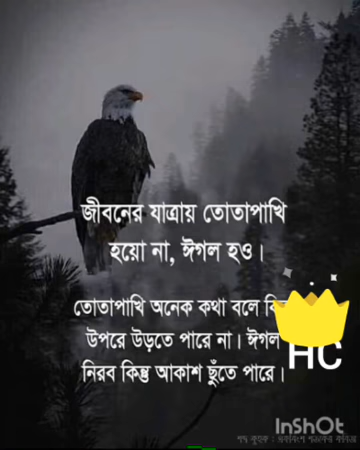 জীবনের যাত্রায় তোতাপাখি
হয়ো না, ঈগল হও।
তোতাপাখি অনেক কথা বলে
উপরে উড়তে পারে না। ঈগল
নিরব কিন্তু আকাশ ছুঁতে পারে।
HC
InShOt